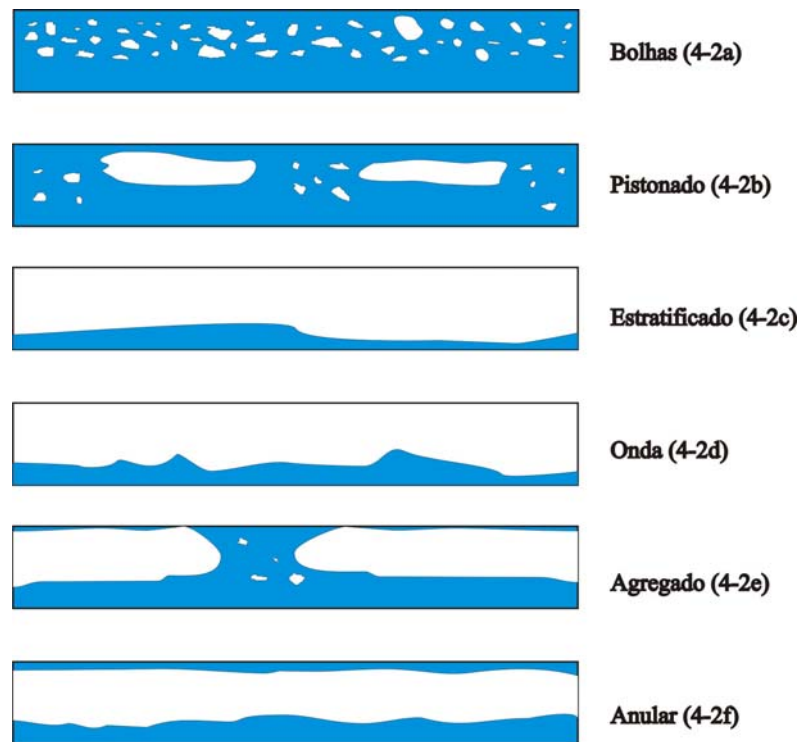 Bolhas (4-2a)
Pistonado (4-2b)
Estratificado (4-2c)
Onda (4-2d)
Agregado (4-2e)
Anular (4-2f)